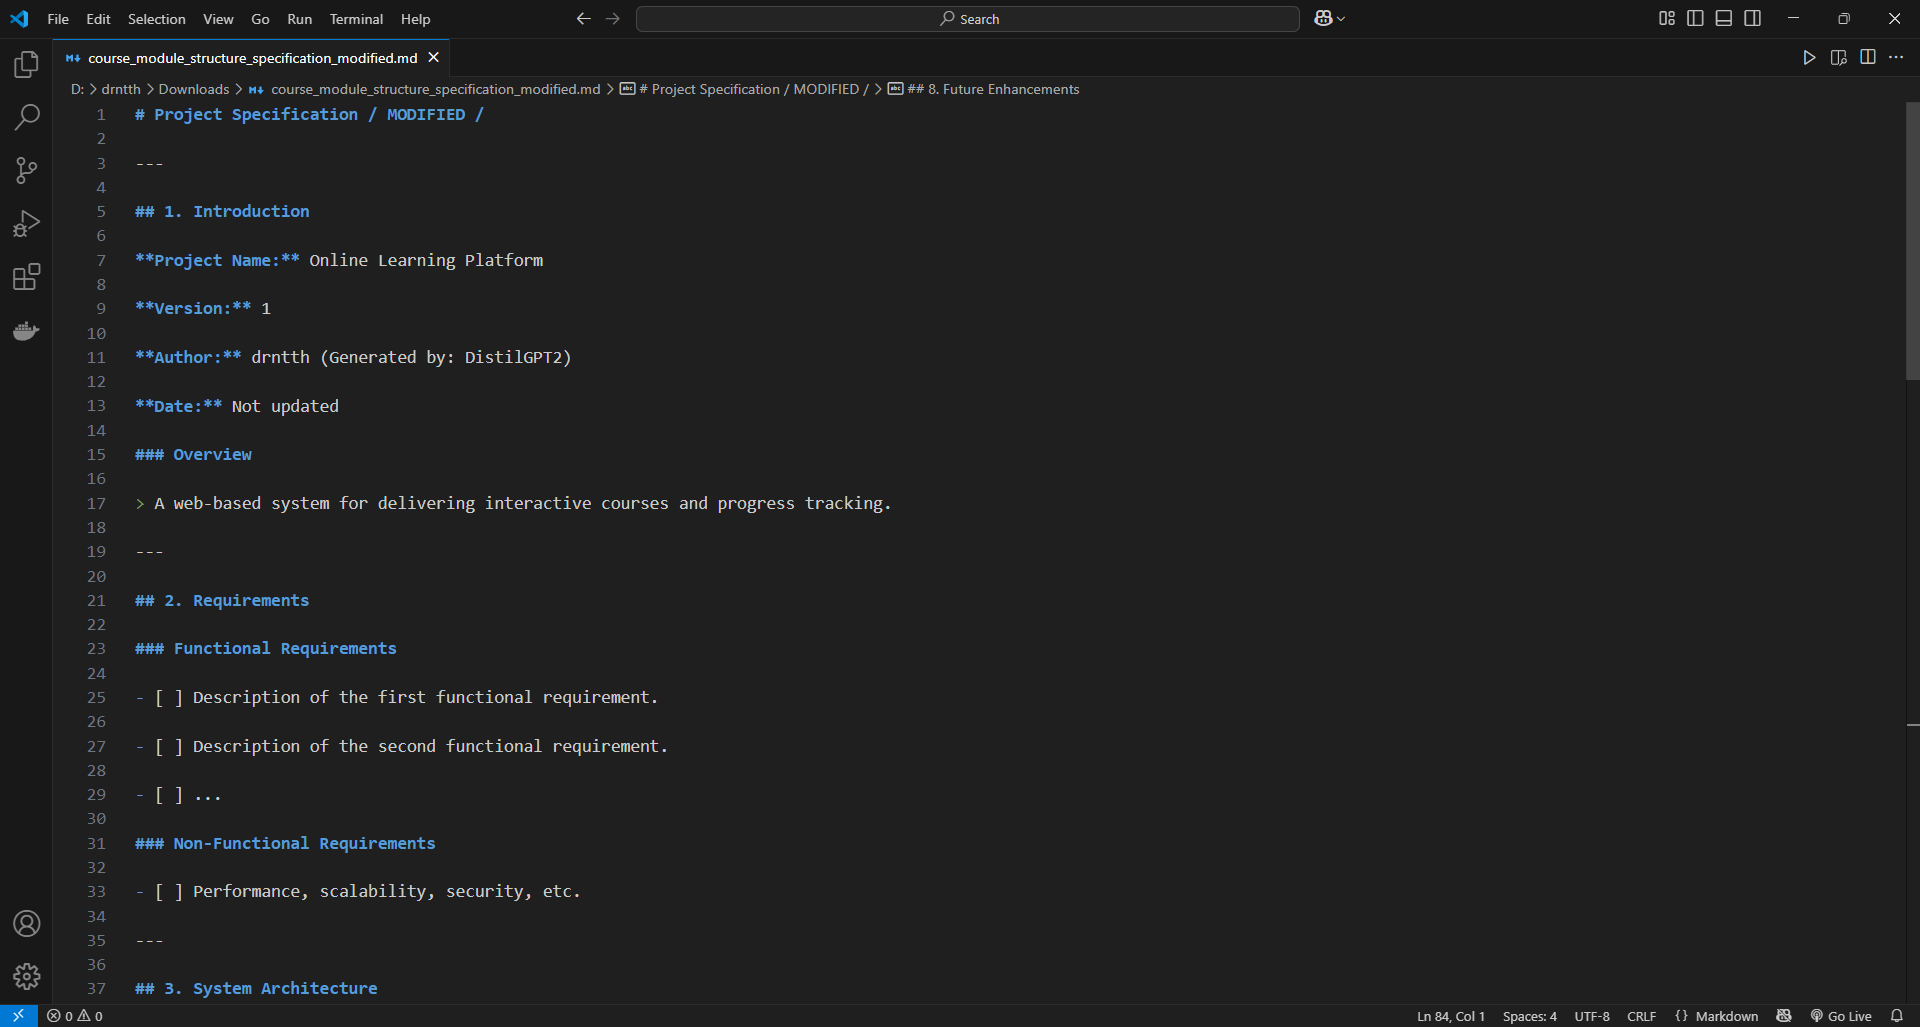 File Edit Selection View Go Run Terminal Help Search
course_module_structure_specification_modified.md
D: > drntth > Downloads > course_module_structure_specification_modified.md > # Project Specification / MODIFIED / > ## 8. Future Enhancements
1 # Project Specification / MODIFIED /
2
3 ---
4
5 ## 1. Introduction
6
7 **Project Name:** Online Learning Platform
8
9 **Version:** 1
10
11 **Author:** drntth (Generated by: DistilGPT2)
12
13 **Date:** Not updated
14
15 ### Overview
16
17 > A web-based system for delivering interactive courses and progress tracking.
18
19 ---
20
21 ## 2. Requirements
22
23 ### Functional Requirements
24
25 - [ ] Description of the first functional requirement.
26
27 - [ ] Description of the second functional requirement.
28
29 - [ ] ...
30
31 ### Non-Functional Requirements
32
33 - [ ] Performance, scalability, security, etc.
34
35 ---
36
37 ## 3. System Architecture
0 0 Ln 84, Col 1 Spaces: 4 UTF-8 CRLF {} Markdown Go Live